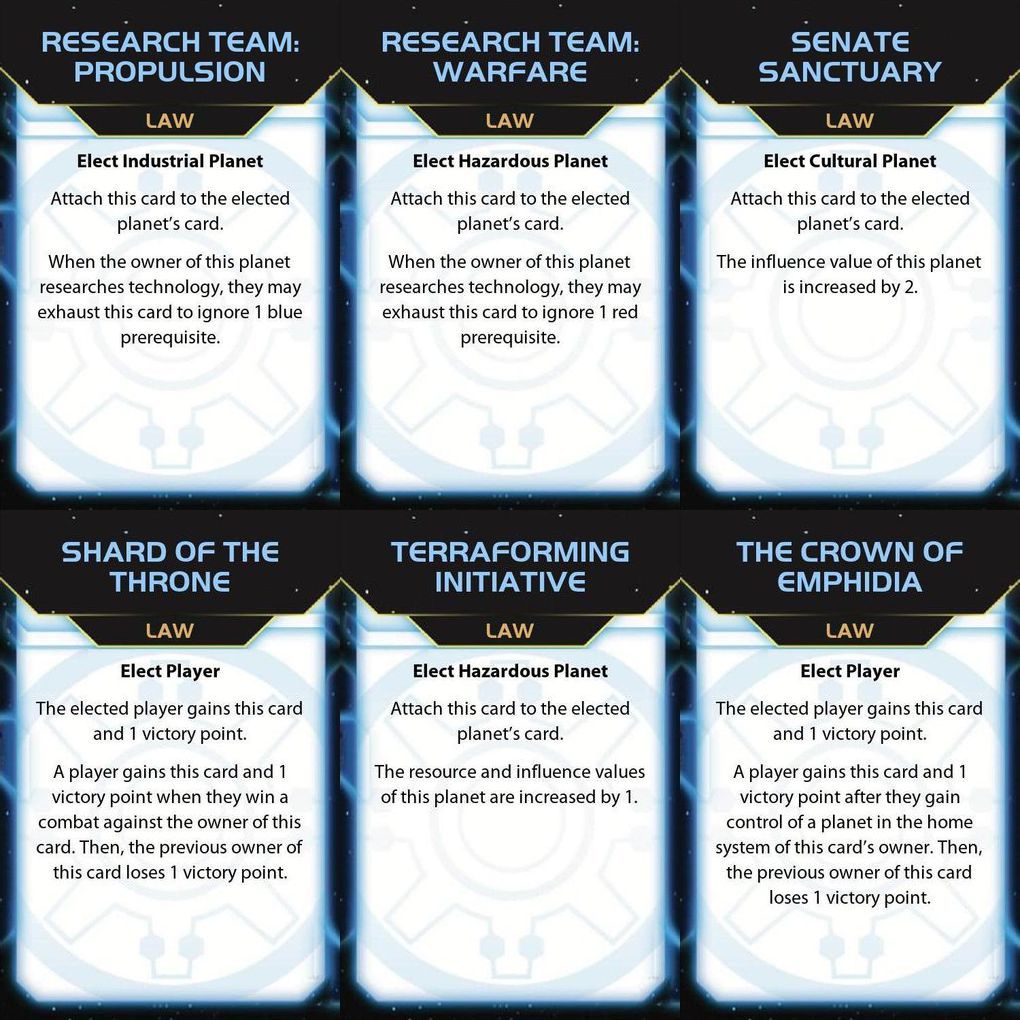 RESEARCH TEAM:
PROPULSION
LAW
Elect Industrial Planet
Attach this card to the elected
planet's card.
When the owner of this planet
researches technology, they may
exhaust this card to ignore 1 blue
prerequisite.
RESEARCH TEAM:
WARFARE
LAW
Elect Hazardous Planet
Attach this card to the elected
planet's card.
When the owner of this planet
researches technology, they may
exhaust this card to ignore 1 red
prerequisite.
SENATE
SANCTUARY
LAW
Elect Cultural Planet
Attach this card to the elected
planet's card.
The influence value of this planet
is increased by 2.
SHARD OF THE
THRONE
LAW
Elect Player
The elected player gains this card
and 1 victory point.
A player gains this card and 1
victory point when they win a
combat against the owner of this
card. Then, the previous owner of
this card loses 1 victory point.
TERRAFORMING
INITIATIVE
LAW
Elect Hazardous Planet
Attach this card to the elected
planet's card.
The resource and influence values
of this planet are increased by 1.
THE CROWN OF
EMPHIDIA
LAW
Elect Player
The elected player gains this card
and 1 victory point.
A player gains this card and 1
victory point after they gain
control of a planet in the home
system of this card's owner. Then,
the previous owner of this card
loses 1 victory point.